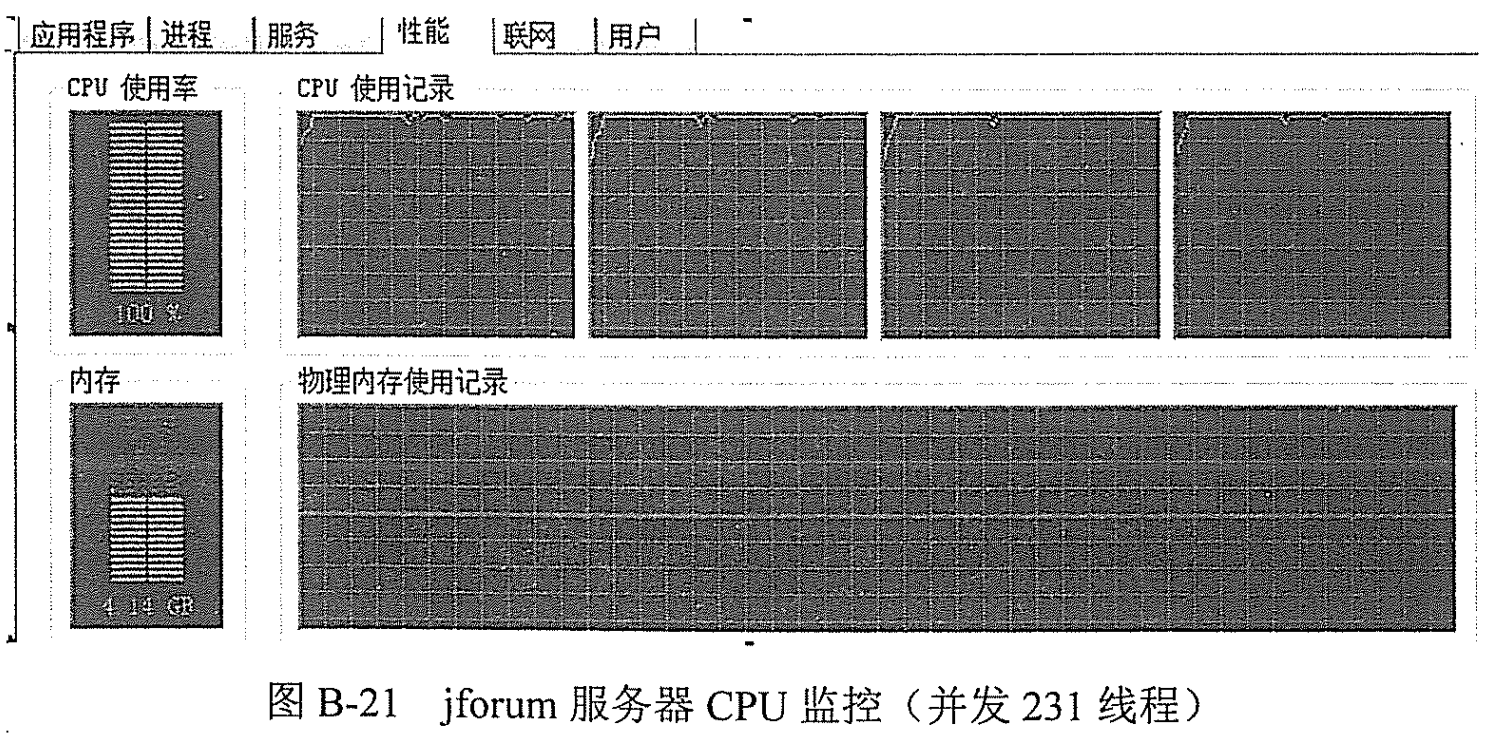 应用程序 进程 服务 性能 联网 用户
CPU 使用率 CPU 使用记录
100 %
内存 物理内存使用记录
4.14 GB
图 B-21 jforum 服务器 CPU 监控（并发 231 线程）